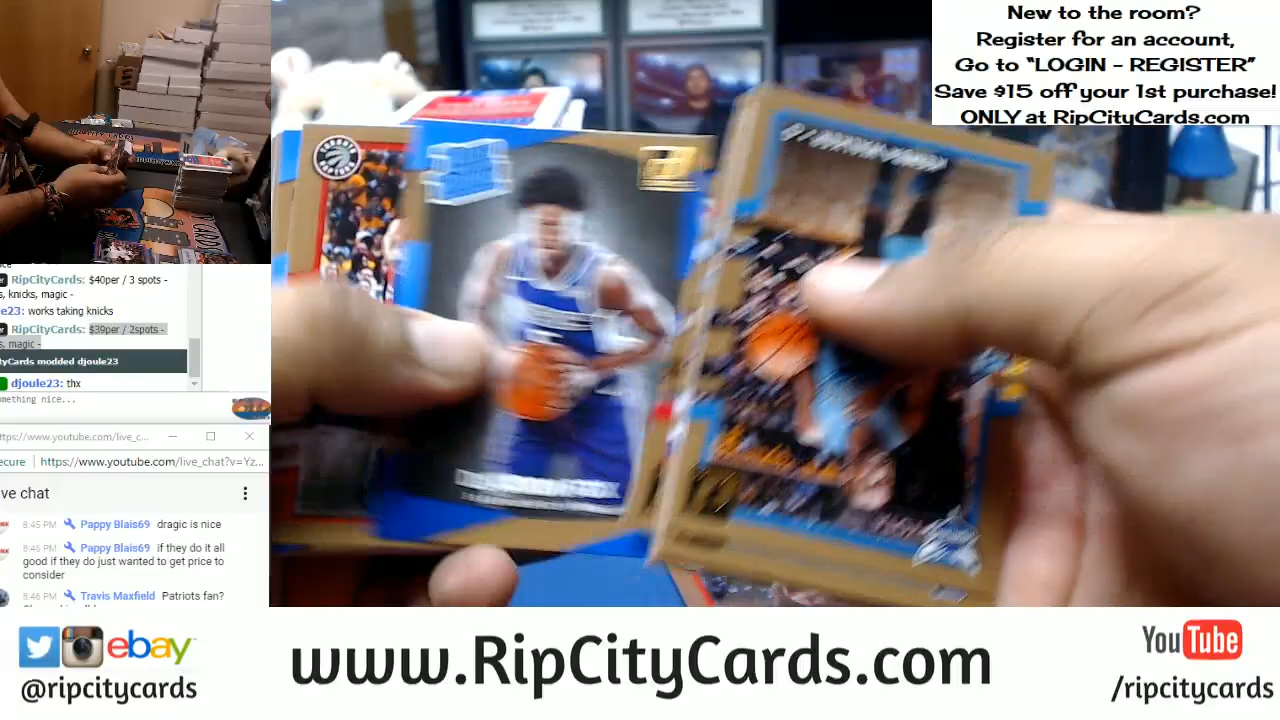 New to the room?
Register for an account,
Go to “LOGIN - REGISTER”
Save $15 off your 1st purchase!
ONLY at RipCityCards.com
RipCityCards: $40per / 3 spots -
s, knicks, magic -
e23: works taking knicks
RipCityCards: $39per / 2spots -
s, magic -
tyCards modded djoule23
djoule23: thx
omething nice...
https://www.youtube.com/live_c...
ecure https://www.youtube.com/live_chat?v=Yz...
ve chat
8:45 PM Pappy Blais69 dragic is nice
8:46 PM Pappy Blais69 if they do it all
good if they do just wanted to get price to
consider
8:46 PM Travis Maxfield Patriots fan?
ebay
@ripcitycards
www.RipCityCards.com
YouTube
/ripcitycards